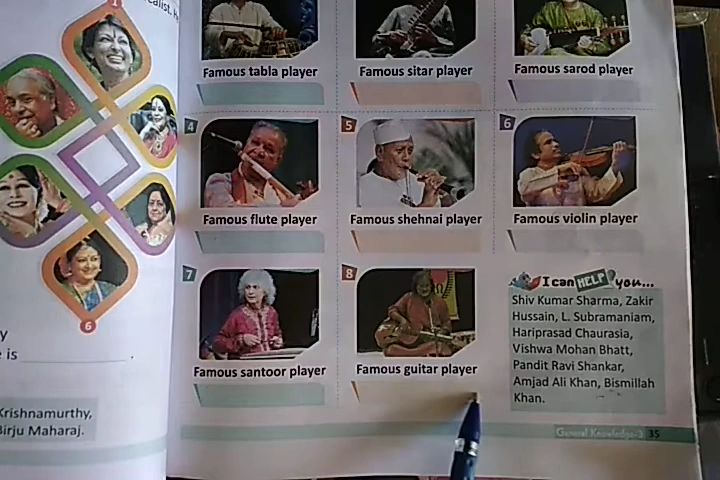 Famous tabla player
Famous sitar player
Famous sarod player
4
5
6
Famous flute player
Famous shehnai player
Famous violin player
7
8
Famous santoor player
Famous guitar player
I can HELP you...
Shiv Kumar Sharma, Zakir
Hussain, L. Subramaniam,
Hariprasad Chaurasia,
Vishwa Mohan Bhatt,
Pandit Ravi Shankar,
Amjad Ali Khan, Bismillah
Khan.
General Knowledge-3 35
1
6
is
Krishnamurthy,
Birju Maharaj.